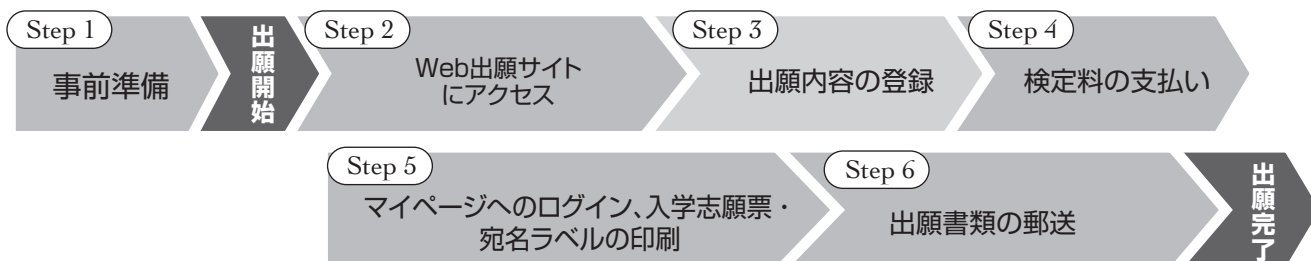 Step 1
事前準備
出願開始
Step 2
Web出願サイト
にアクセス
Step 3
出願内容の登録
Step 4
検定料の支払い
Step 5
マイページへのログイン、入学志願票・
宛名ラベルの印刷
Step 6
出願書類の郵送
出願完了